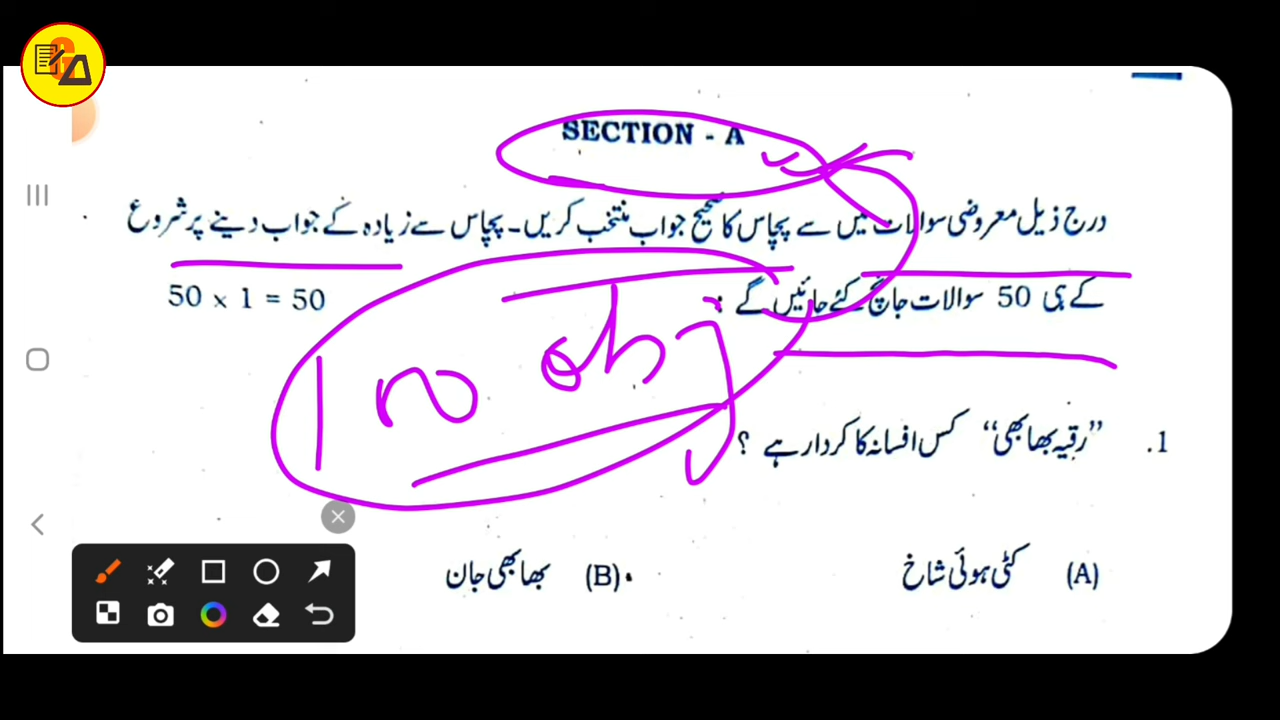 SECTION - A
درج ذیل معروضی سوالات میں سے پچاس کا صحیح جواب منتخب کریں۔ پچاس سے زیادہ کے جواب دینے پر شروع
کے ہی 50 سوالات جانچ کئے جائیں گے :
50 x 1 = 50
100 obj
1. ”رقیہ بھابھی“ کس افسانہ کا کردار ہے ؟
(A) کٹی ہوئی شاخ
(B) بھابھی جان